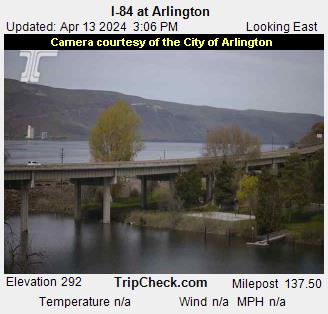 I-84 at Arlington
Updated: Apr 13 2024 3:06 PM Looking East
Camera courtesy of the City of Arlington
Elevation 292 TripCheck.com Milepost 137.50
Temperature n/a Wind n/a MPH n/a